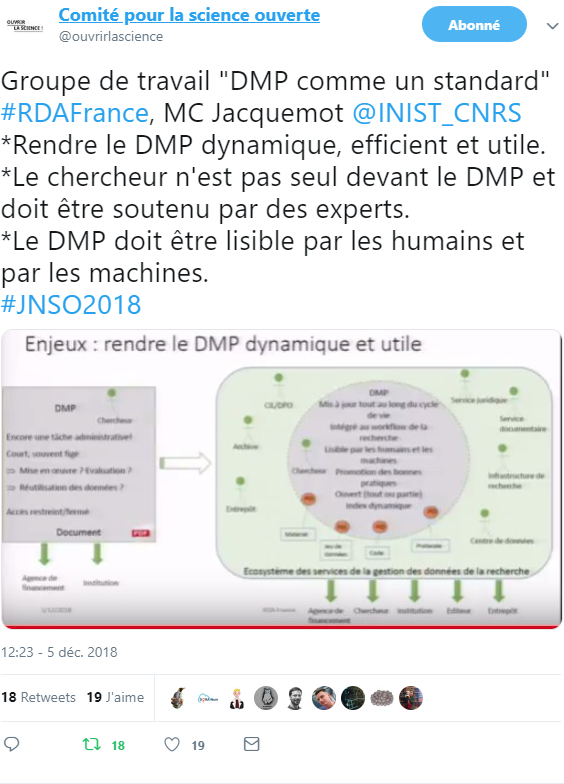 OUVRIR
LA SCIENCE !
Comité pour la science ouverte
@ouvrirlascience
Abonné
Groupe de travail "DMP comme un standard"
#RDAFrance, MC Jacquemot @INIST_CNRS
*Rendre le DMP dynamique, efficient et utile.
*Le chercheur n'est pas seul devant le DMP et
doit être soutenu par des experts.
*Le DMP doit être lisible par les humains et
par les machines.
#JNSO2018
Enjeux : rendre le DMP dynamique et utile
DMP
Chercheur
Encore une tâche administrative!
Court, souvent figé
=> Mise en œuvre ? Evaluation ?
=> Réutilisation des données ?
Accès restreint/fermé
Document
PDF
Agence de
financement
Institution
CIL/DPO
Archive
Entrepôt
Chercheur
DMP
Mis à jour tout au long du cycle
de vie
Intégré au workflow de la
recherche
Lisible par les humains et les
machines
Promotion des bonnes
pratiques
Ouvert (tout ou partie)
Index dynamique
Matériel
Jeu de
données
Code
Protocole
Service juridique
Service
documentaire
Infrastructure de
recherche
Centre de données
Ecosystème des services de la gestion des données de la recherche
Agence de
financement
Chercheur
Institution
Editeur
Entrepôt
RDA France
12:23 - 5 déc. 2018
18 Retweets 19 J'aime
18
19